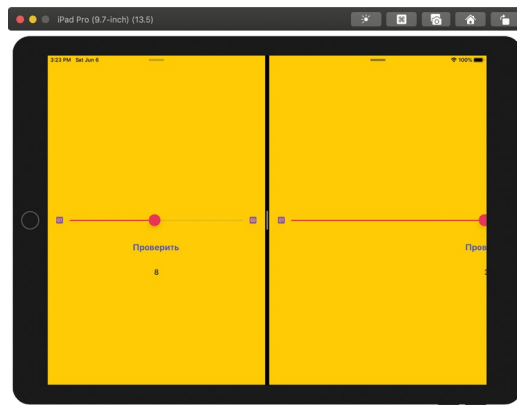 iPad Pro (9.7-inch) (13.5)
3:23 PM Sat Jun 6
100%
Проверить
Пров
8